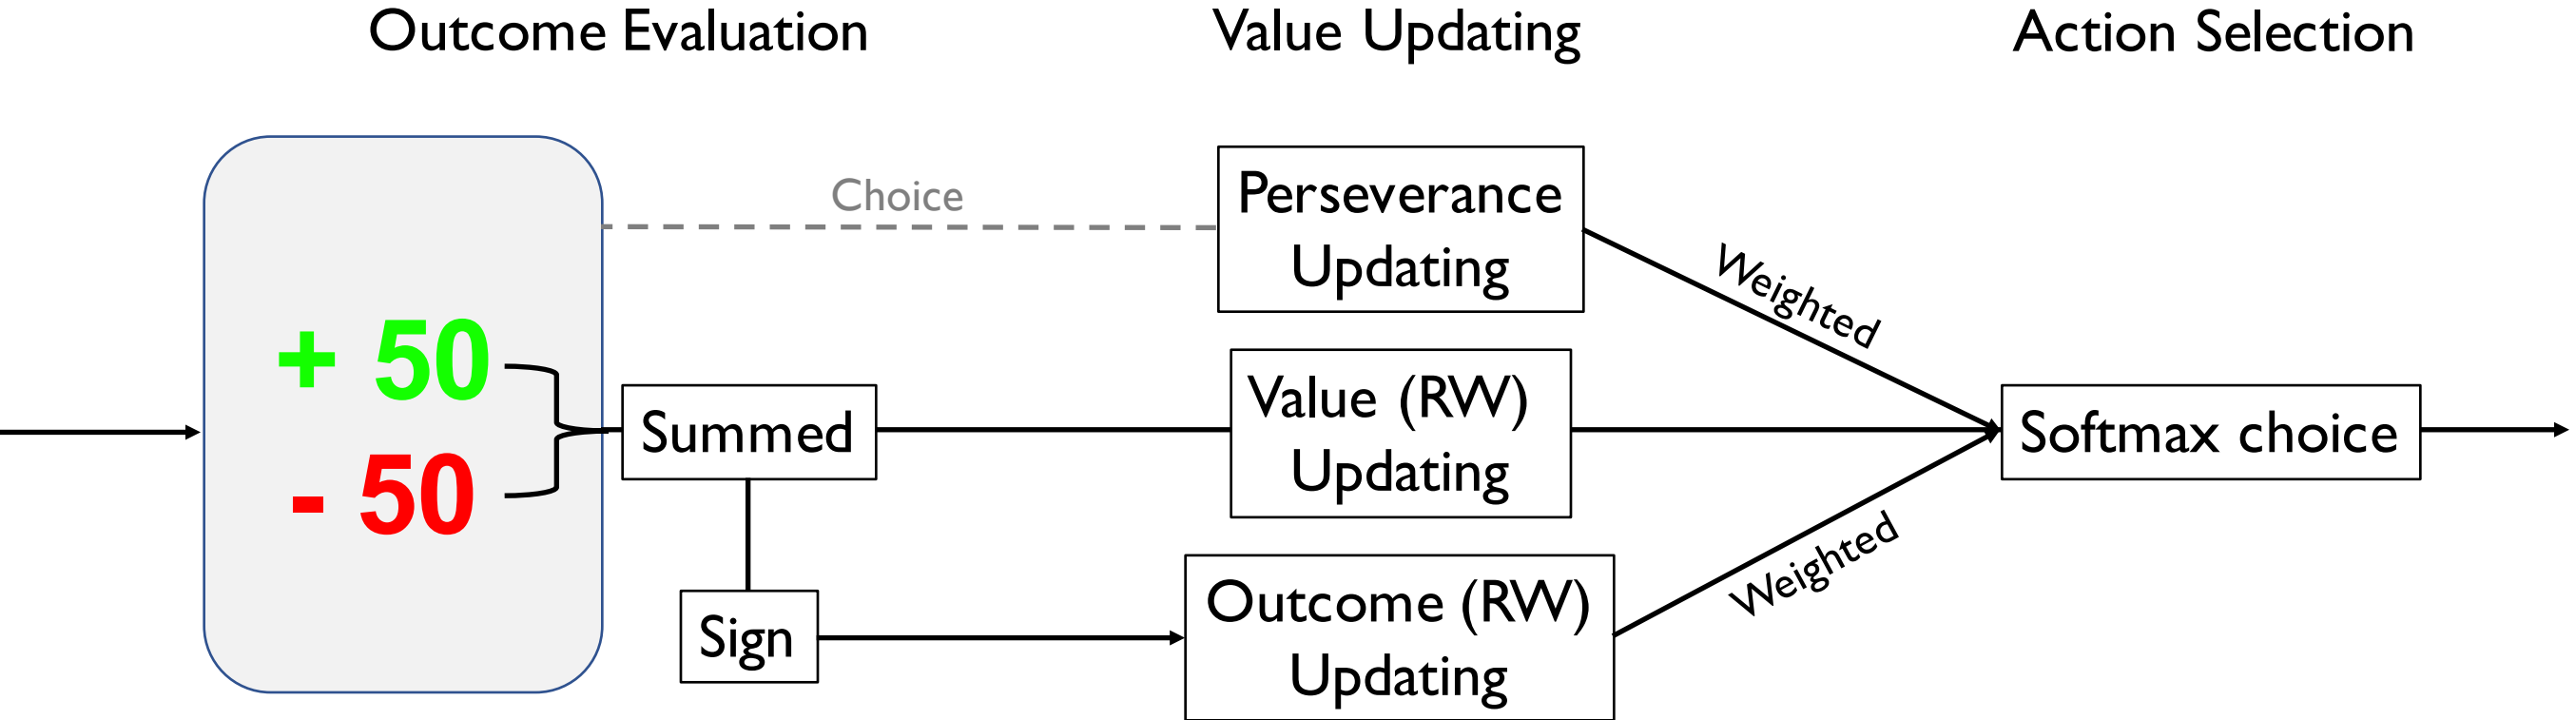 Outcome Evaluation
Value Updating
Action Selection
Choice
Perseverance
Updating
Weighted
+ 50
- 50
Summed
Value (RW)
Updating
Softmax choice
Sign
Outcome (RW)
Updating
Weighted